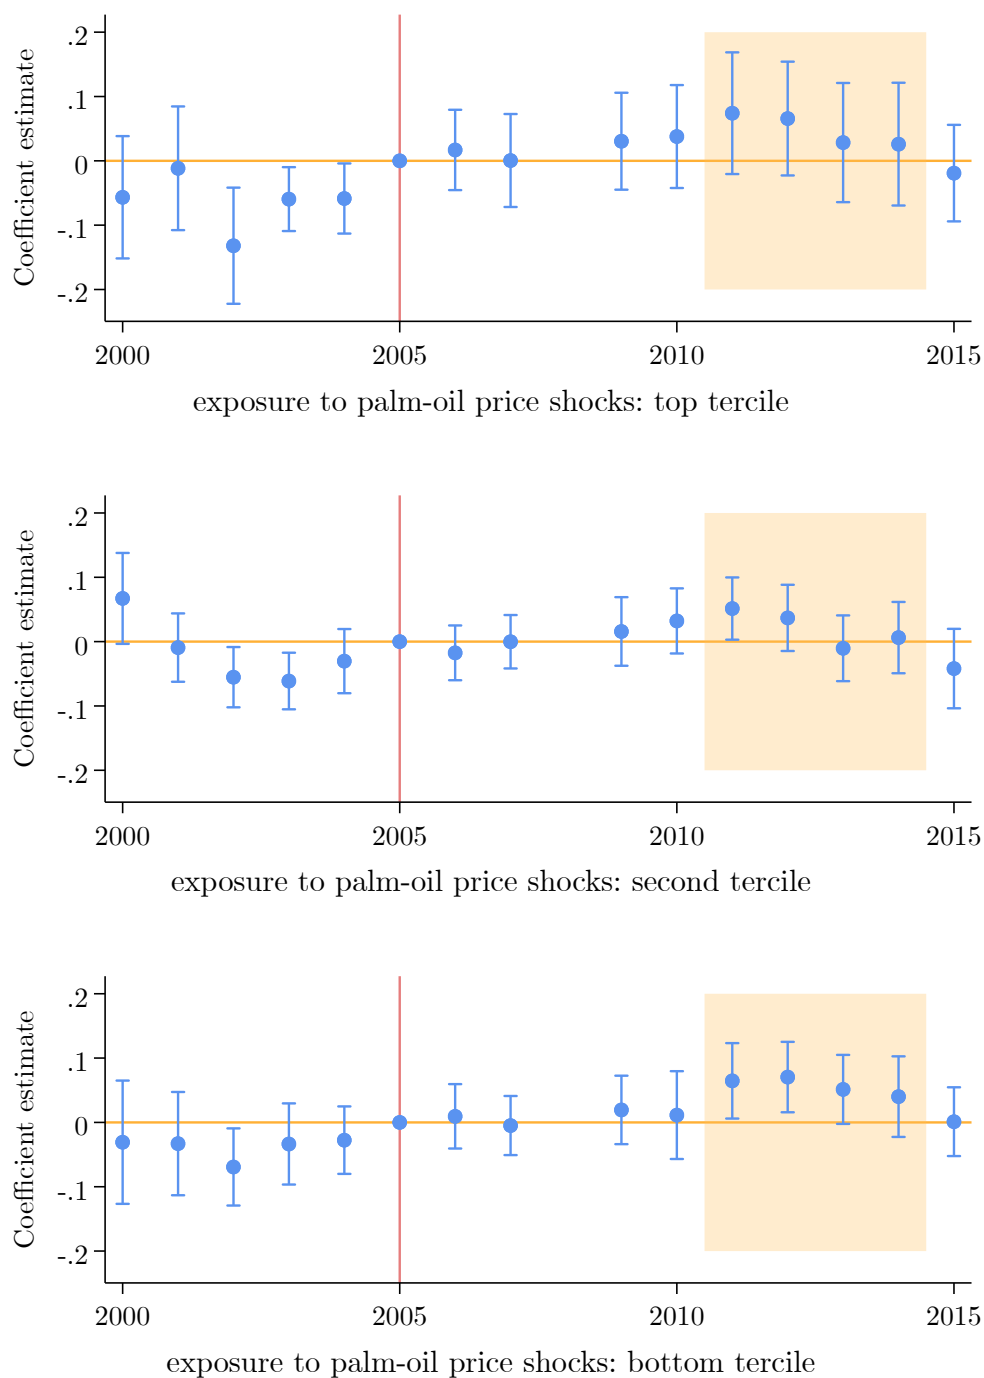 Coefficient estimate
.2
.1
0
-.1
-.2
2000 2005 2010 2015
exposure to palm-oil price shocks: top tercile
Coefficient estimate
.2
.1
0
-.1
-.2
2000 2005 2010 2015
exposure to palm-oil price shocks: second tercile
Coefficient estimate
.2
.1
0
-.1
-.2
2000 2005 2010 2015
exposure to palm-oil price shocks: bottom tercile